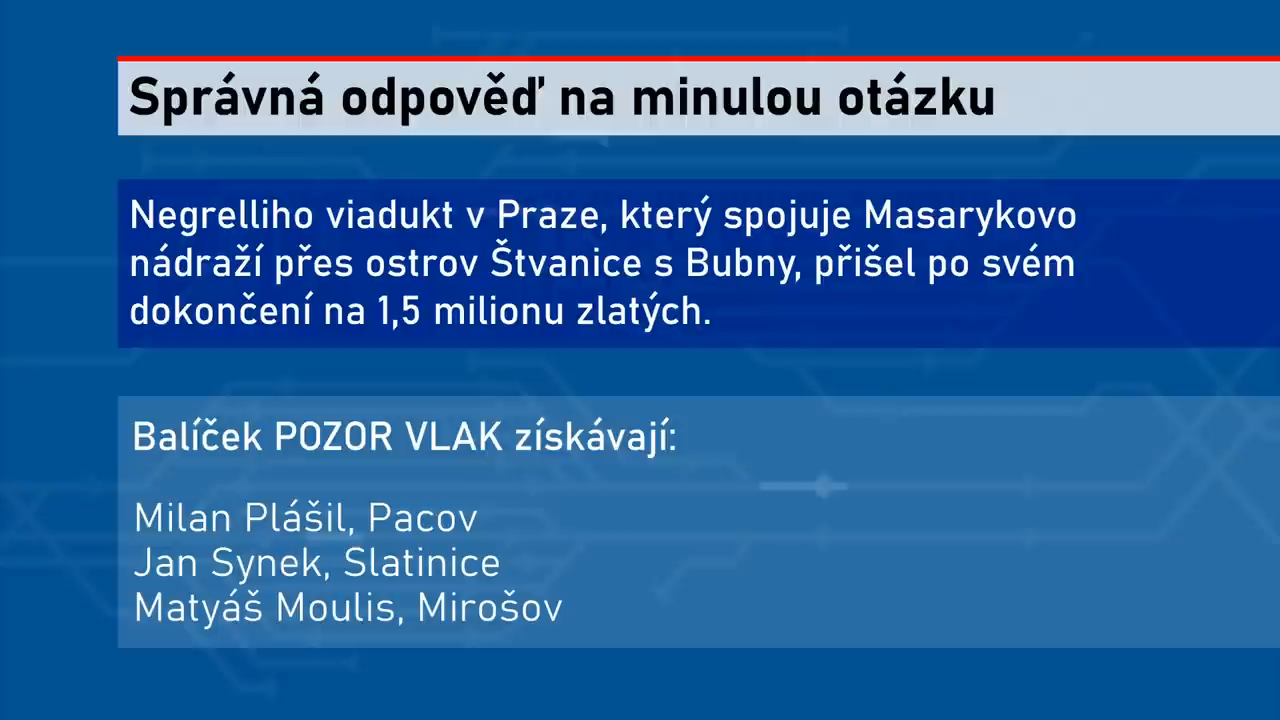 Správná odpověď na minulou otázku
Negrelliho viadukt v Praze, který spojuje Masarykovo
nádraží přes ostrov Štvanice s Bubny, přišel po svém
dokončení na 1,5 milionu zlatých.
Balíček POZOR VLAK získávají:
Milan Plášil, Pacov
Jan Synek, Slatinice
Matyáš Moulis, Mirošov